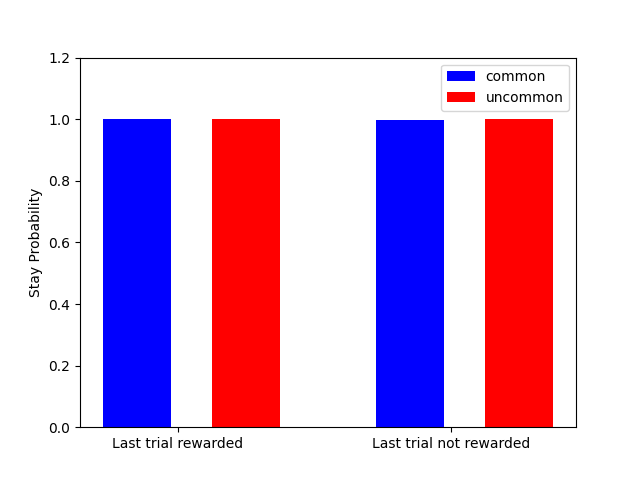 1.2
1.0
0.8
0.6
0.4
0.2
0.0
Stay Probability
common
uncommon
Last trial rewarded
Last trial not rewarded